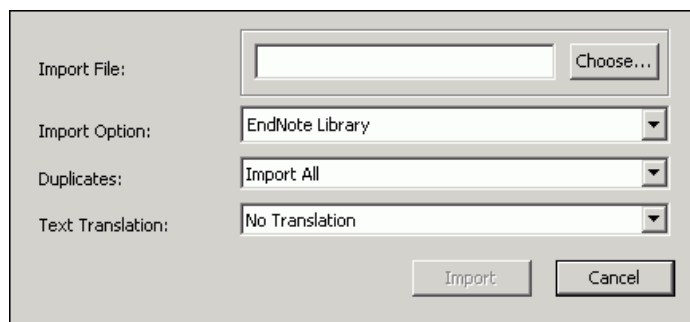 Import File:
Choose...
Import Option:
EndNote Library
Duplicates:
Import All
Text Translation:
No Translation
Import
Cancel